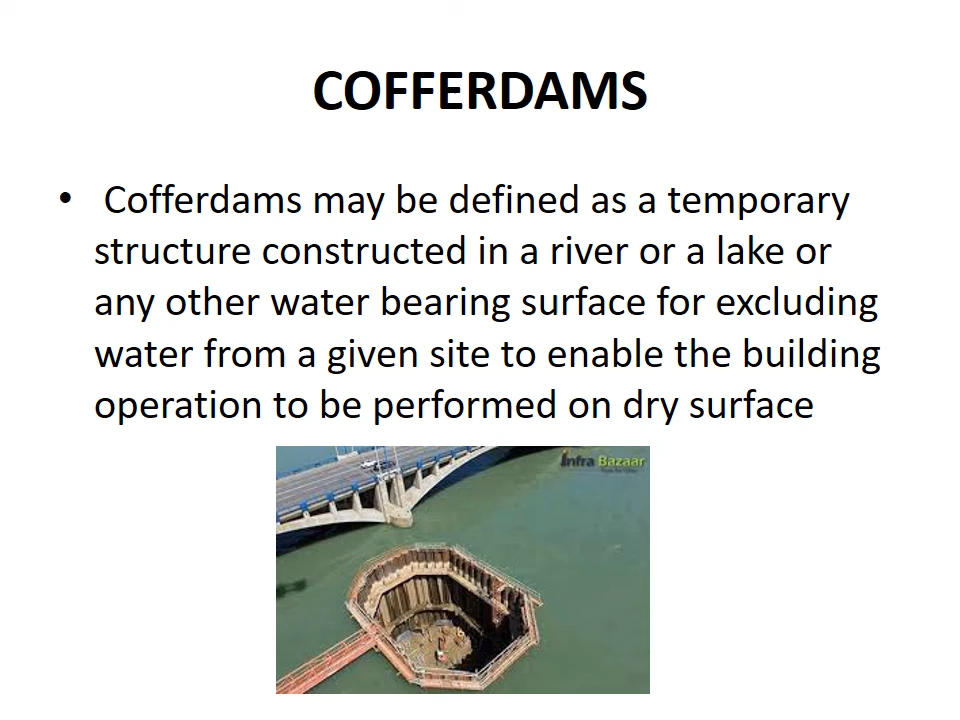 COFFERDAMS
• Cofferdams may be defined as a temporary
structure constructed in a river or a lake or
any other water bearing surface for excluding
water from a given site to enable the building
operation to be performed on dry surface
Infra Bazaar